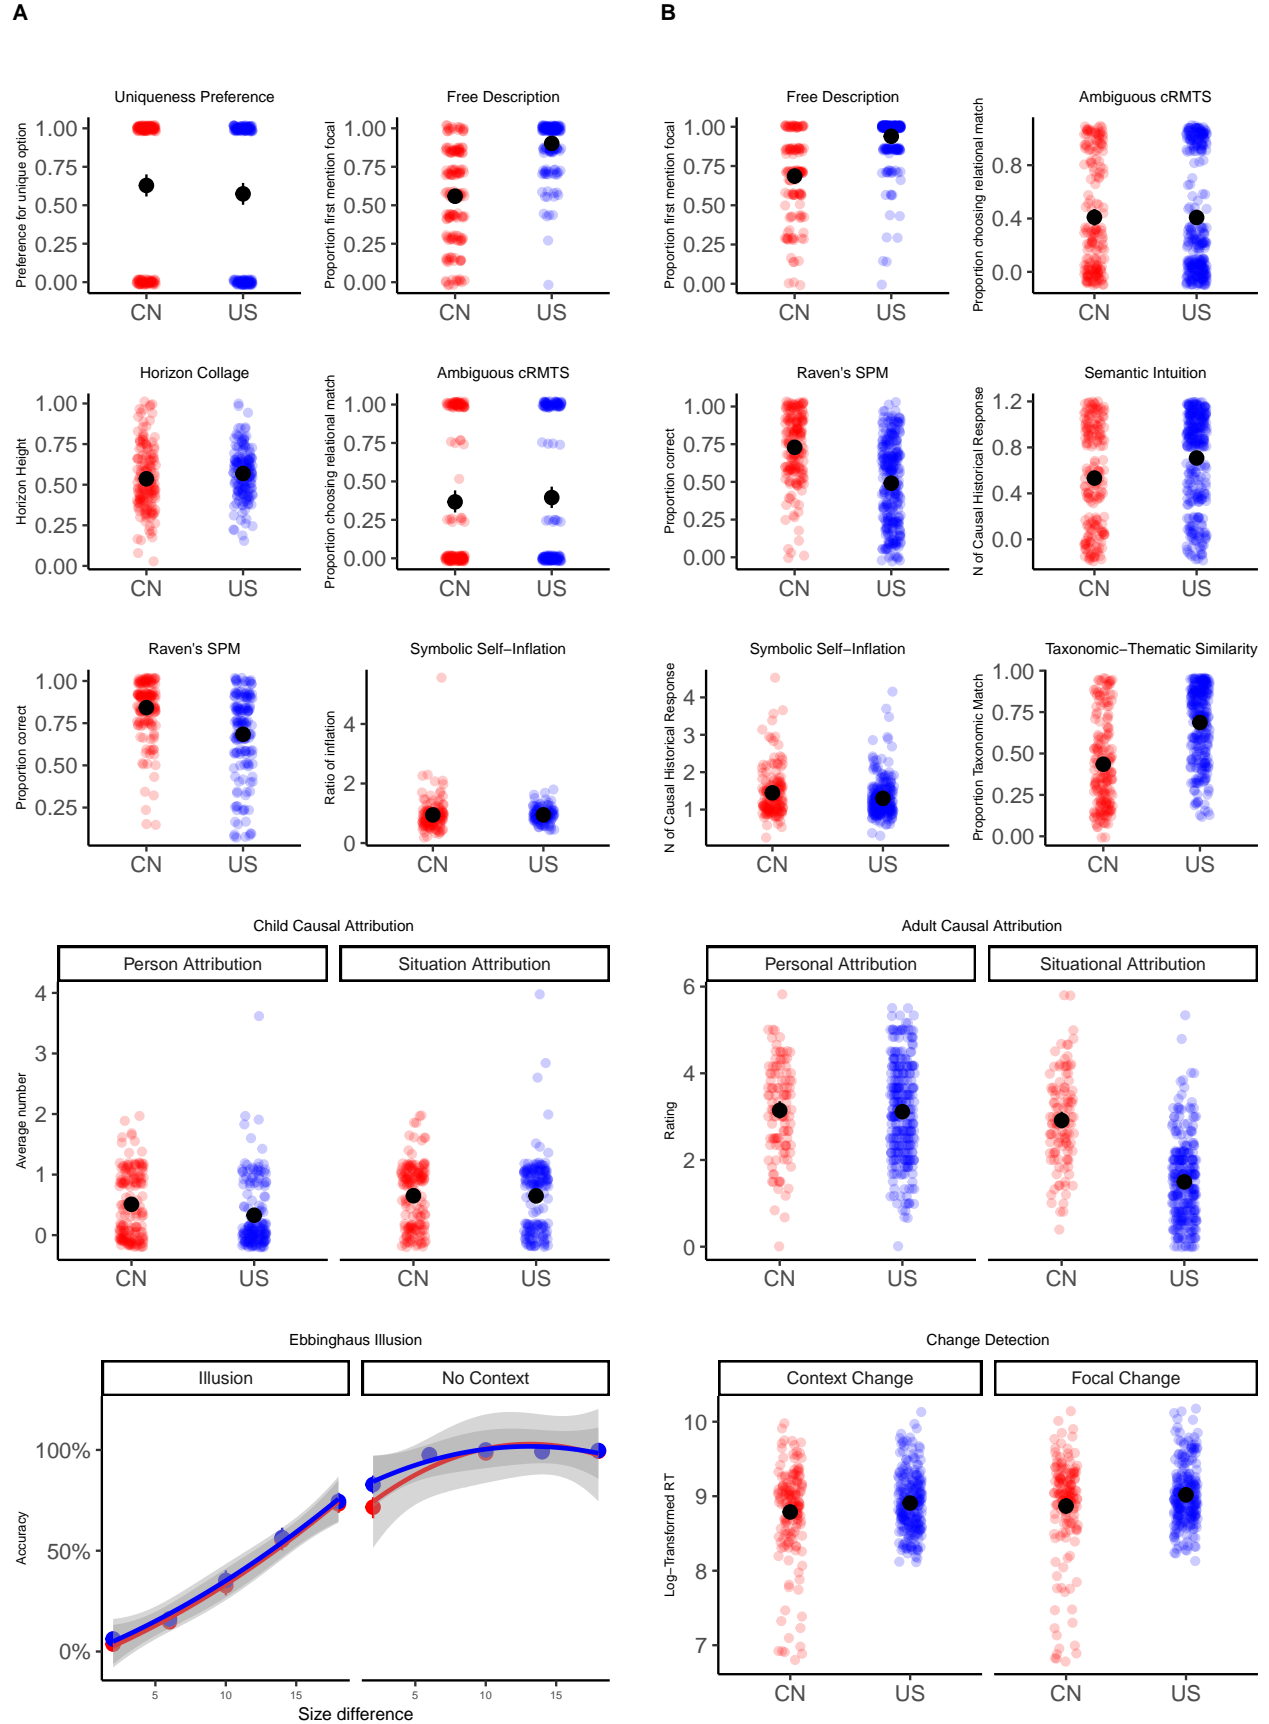 A
B
Uniqueness Preference
Preference for unique option
1.00
0.75
0.50
0.25
0.00
CN
US
Free Description
Proportion first mention focal
1.00
0.75
0.50
0.25
0.00
CN
US
Free Description
Proportion first mention focal
1.00
0.75
0.50
0.25
0.00
CN
US
Ambiguous cRMTS
Proportion choosing relational match
0.8
0.4
0.0
CN
US
Horizon Collage
Horizon Height
1.00
0.75
0.50
0.25
0.00
CN
US
Ambiguous cRMTS
Proportion choosing relational match
1.00
0.75
0.50
0.25
0.00
CN
US
Raven's SPM
Proportion correct
1.00
0.75
0.50
0.25
0.00
CN
US
Semantic Intuition
N of Causal Historical Response
1.2
0.8
0.4
0.0
CN
US
Raven's SPM
Proportion correct
1.00
0.75
0.50
0.25
CN
US
Symbolic Self−Inflation
Ratio of inflation
4
2
0
CN
US
Symbolic Self−Inflation
N of Causal Historical Response
4
3
2
1
CN
US
Taxonomic−Thematic Similarity
Proportion Taxonomic Match
1.00
0.75
0.50
0.25
0.00
CN
US
Child Causal Attribution
Person Attribution
Situation Attribution
Average number
4
3
2
1
0
CN
US
CN
US
Adult Causal Attribution
Personal Attribution
Situational Attribution
Rating
6
4
2
0
CN
US
CN
US
Ebbinghaus Illusion
Illusion
No Context
Accuracy
100%
50%
0%
5
10
15
5
10
15
Size difference
Change Detection
Context Change
Focal Change
Log−Transformed RT
10
9
8
7
CN
US
CN
US